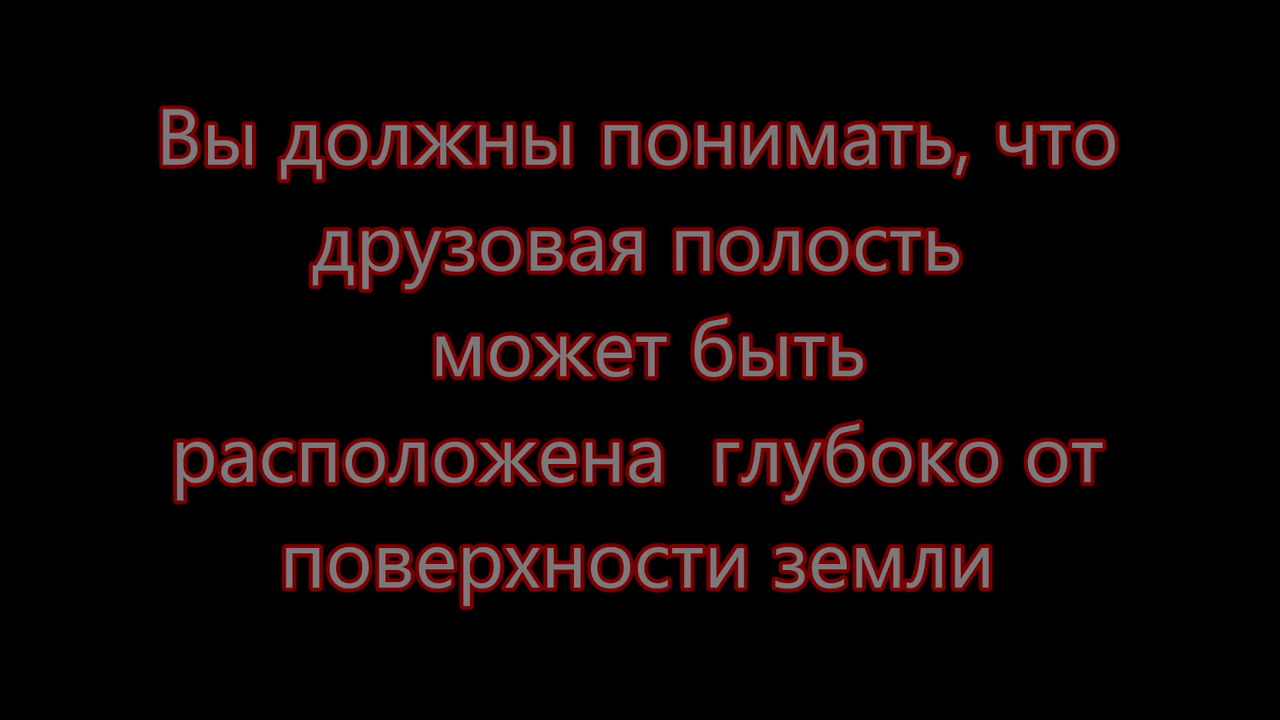 Вы должны понимать, что
друзовая полость
может быть
расположена  глубоко от
поверхности земли